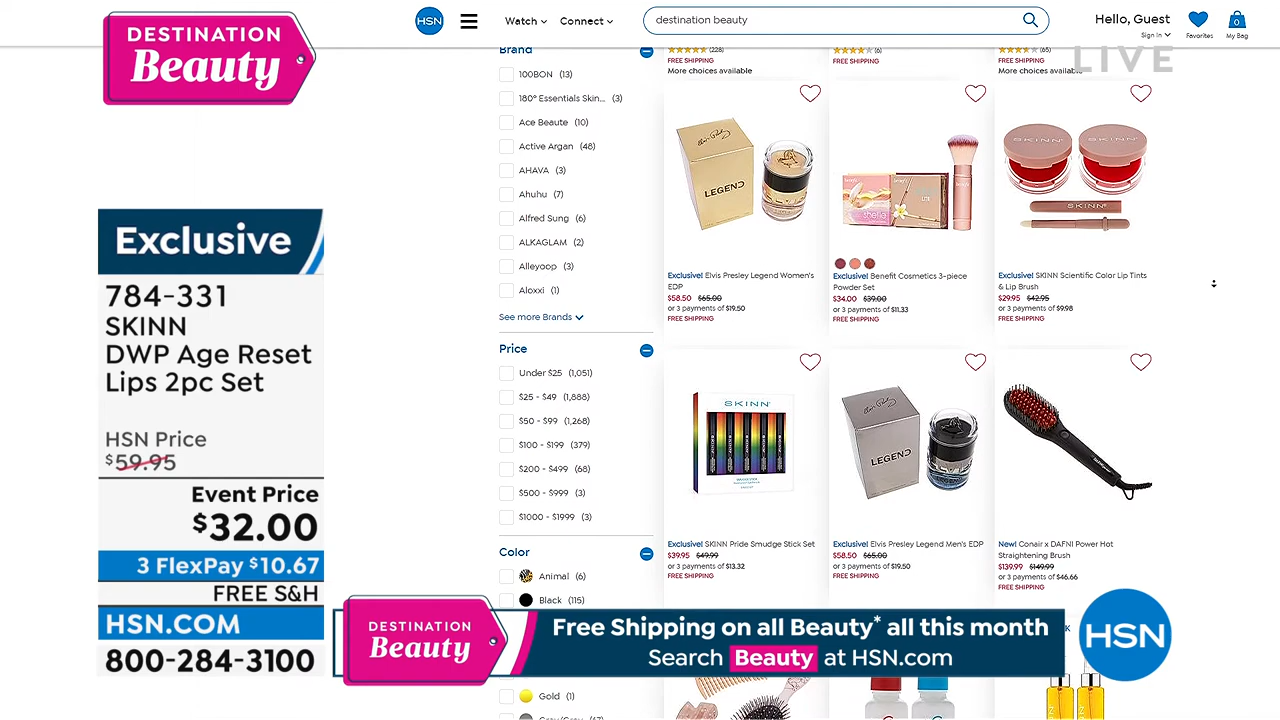 DESTINATION
Beauty
HSN
Watch
Connect
destination beauty
Hello, Guest
Sign In
Favorites
0
My Bag
LIVE
Exclusive
784-331
SKINN
DWP Age Reset
Lips 2pc Set
HSN Price
$59.95
Event Price
$32.00
3 FlexPay $10.67
FREE S&H
HSN.COM
800-284-3100
Brand
100BON (13)
180° Essentials Skin... (3)
Ace Beaute (10)
Active Argan (48)
AHAVA (3)
Ahuhu (7)
Alfred Sung (6)
ALKAGLAM (2)
Alleyoop (3)
Aloxxi (1)
See more Brands
Price
Under $25 (1,051)
$25 - $49 (1,888)
$50 - $99 (1,268)
$100 - $199 (379)
$200 - $499 (68)
$500 - $999 (3)
$1000 - $1999 (3)
Color
Animal (6)
Black (115)
Gold (1)
(228)
FREE SHIPPING
More choices available
(6)
FREE SHIPPING
(65)
FREE SHIPPING
More choices available
LEGEND
Exclusive! Elvis Presley Legend Women's
EDP
$58.50 $65.00
or 3 payments of $19.50
FREE SHIPPING
Exclusive! Benefit Cosmetics 3-piece
Powder Set
$34.00 $39.00
or 3 payments of $11.33
FREE SHIPPING
SKINN
SKINN
SKINN
Exclusive! SKINN Scientific Color Lip Tints
& Lip Brush
$29.95 $42.95
or 3 payments of $9.98
FREE SHIPPING
SKINN
Exclusive! SKINN Pride Smudge Stick Set
$39.95 $49.99
or 3 payments of $13.32
FREE SHIPPING
LEGEND
Exclusive! Elvis Presley Legend Men's EDP
$58.50 $65.00
or 3 payments of $19.50
FREE SHIPPING
New! Conair x DAFNI Power Hot
Straightening Brush
$139.99 $149.99
or 3 payments of $46.66
FREE SHIPPING
DESTINATION
Beauty
Free Shipping on all Beauty* all this month
Search Beauty at HSN.com
HSN